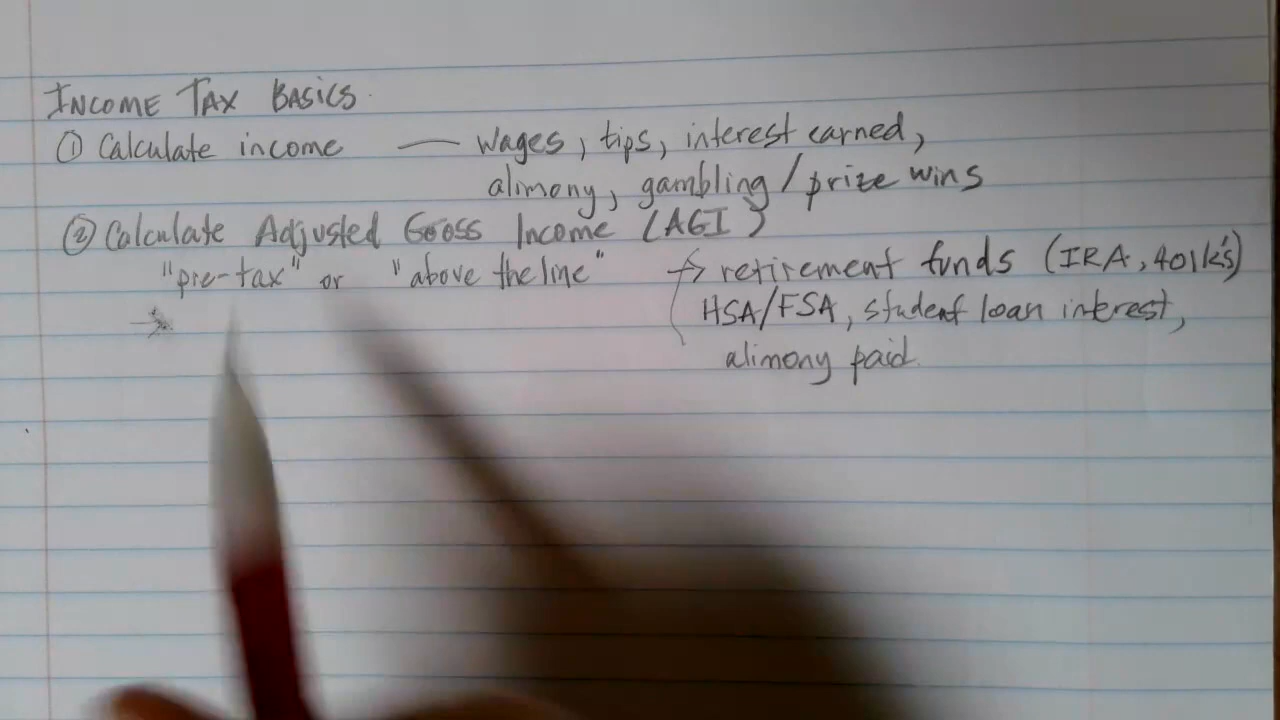 INCOME TAX BASICS
① Calculate income — wages, tips, interest earned,
alimony, gambling/prize wins
② Calculate Adjusted Gross Income (AGI)
"pre-tax" or "above the line" → retirement funds (IRA, 401k's)
HSA/FSA, student loan interest,
alimony paid.